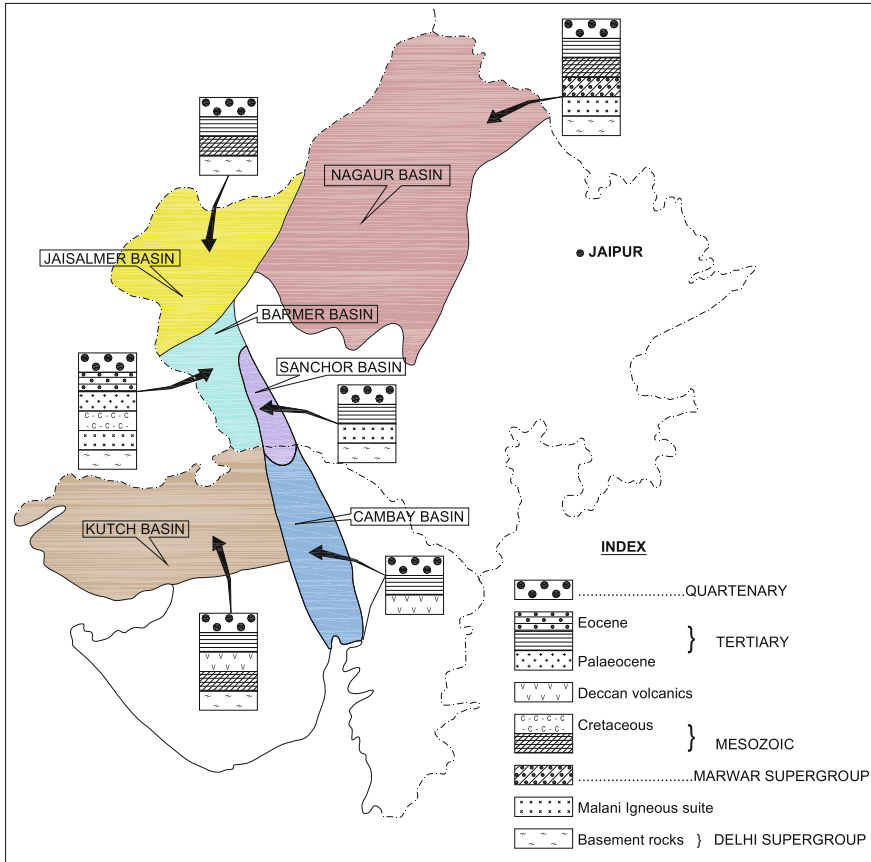 NAGAUR BASIN
JAIPUR
JAISALMER BASIN
BARMER BASIN
SANCHOR BASIN
CAMBAY BASIN
KUTCH BASIN
INDEX
..........................QUARTENARY
Eocene
} TERTIARY
Palaeocene
Deccan volcanics
Cretaceous
} MESOZOIC
............................MARWAR SUPERGROUP
Malani Igneous suite
Basement rocks } DELHI SUPERGROUP